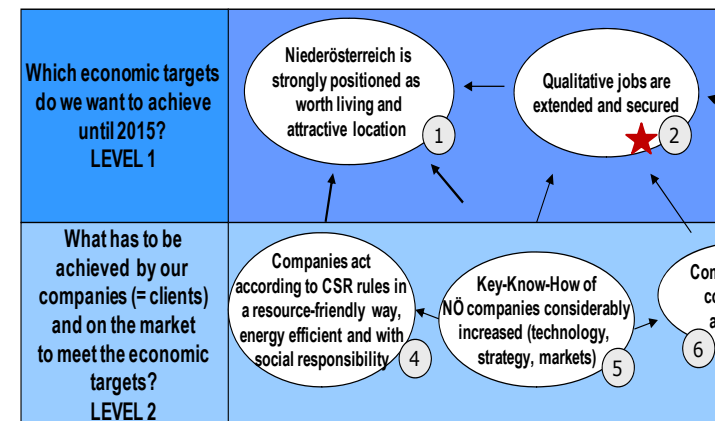 Which economic targets
do we want to achieve
until 2015?
LEVEL 1
Niederösterreich is
strongly positioned as
worth living and
attractive location
1
Qualitative jobs are
extended and secured
2
What has to be
achieved by our
companies (= clients)
and on the market
to meet the economic
targets?
LEVEL 2
Companies act
according to CSR rules in
a resource-friendly way,
energy efficient and with
social responsibility
4
Key-Know-How of
NÖ companies considerably
increased (technology,
strategy, markets)
5
6